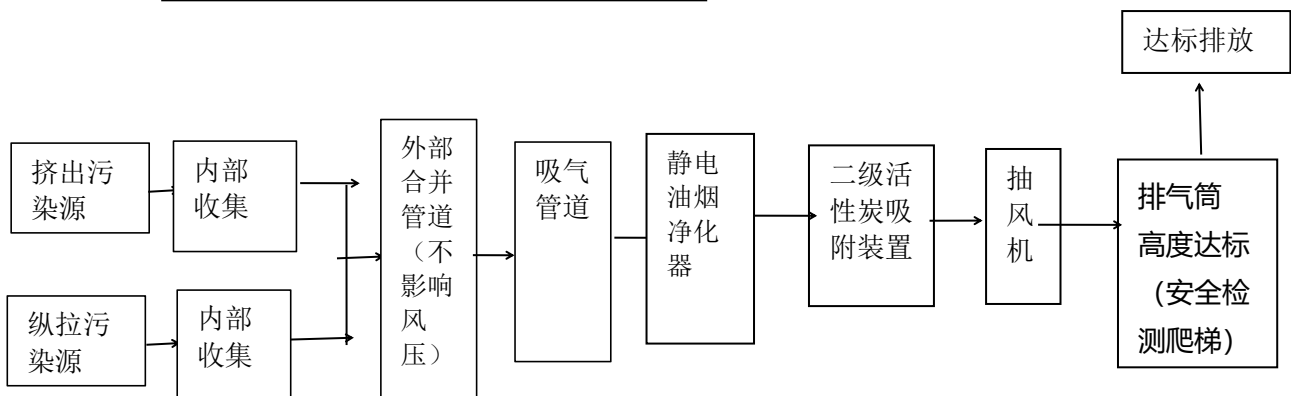 达标排放
挤出污
染源
内部
收集
纵拉污
染源
内部
收集
外部
合并
管道
（不
影响
风
压）
吸气
管道
静电
油烟
净化
器
二级活
性炭吸
附装置
抽
风
机
排气筒
高度达标
（安全检
测爬梯）